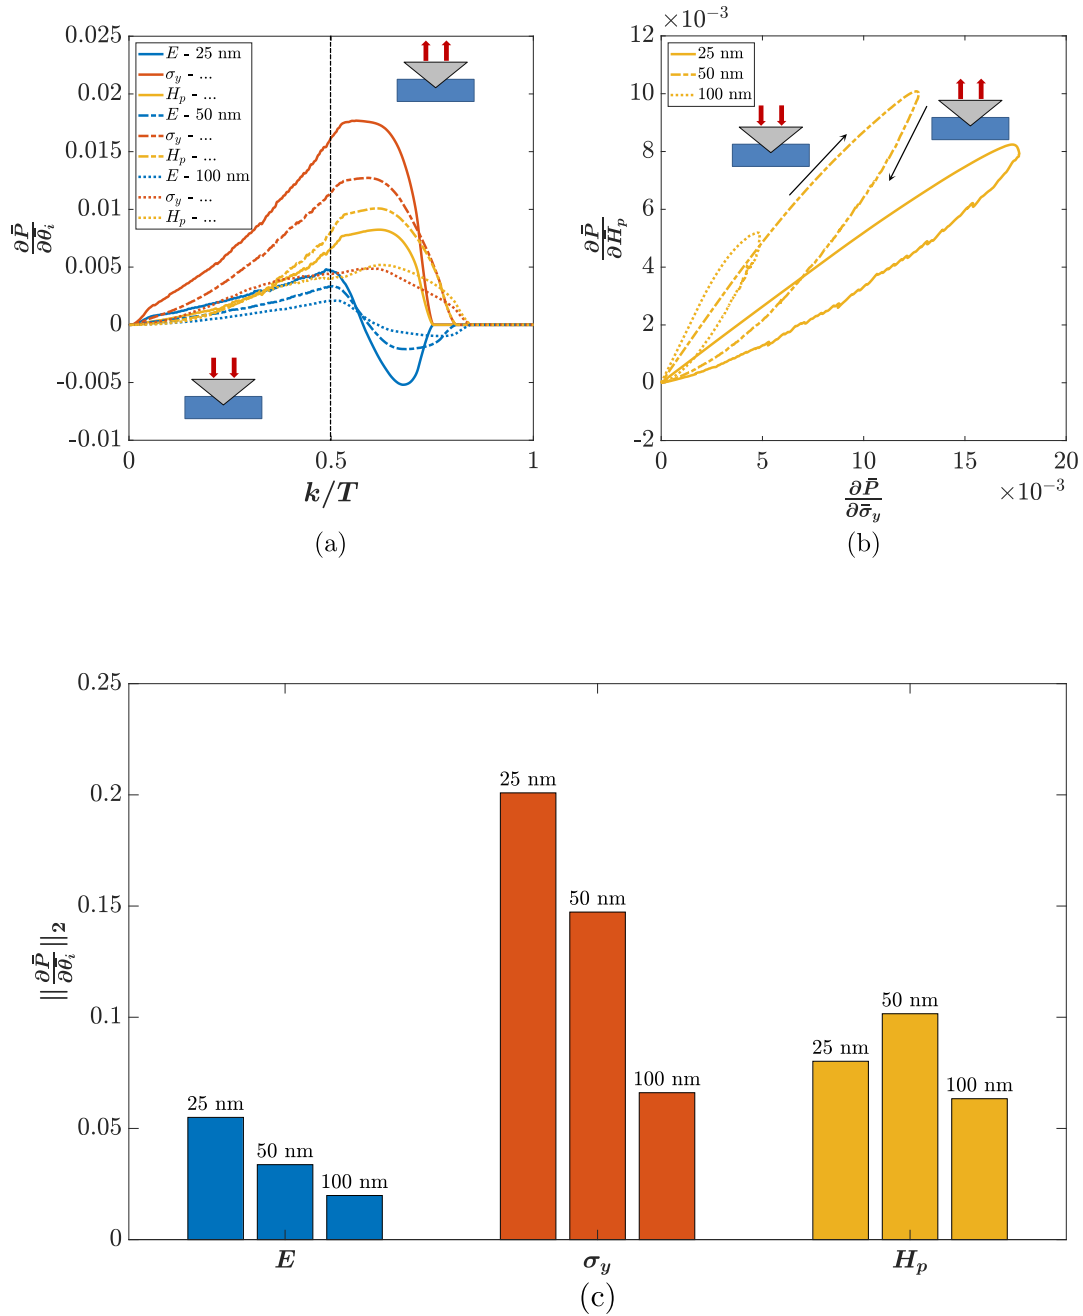 0.025
0.02
0.015
0.01
0.005
0
-0.005
-0.01
∂P̄/∂θ̄ᵢ
E - 25 nm
σ_y - ...
H_p - ...
E - 50 nm
σ_y - ...
H_p - ...
E - 100 nm
σ_y - ...
H_p - ...
0 0.5 1
k/T
(a)
×10⁻³
12
10
8
6
4
2
0
-2
∂P̄/∂H̄_p
25 nm
50 nm
100 nm
0 5 10 15 20
×10⁻³
∂P̄/∂σ̄_y
(b)
0.25
0.2
0.15
0.1
0.05
0
||∂P̄/∂θ̄ᵢ||₂
25 nm
50 nm
100 nm
25 nm
50 nm
100 nm
25 nm
50 nm
100 nm
E σ_y H_p
(c)